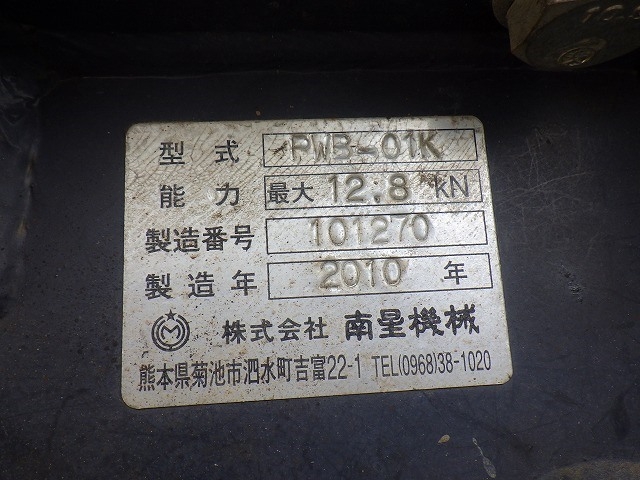 型式 PWB-01K
能力 最大 12.8 kN
製造番号 101270
製造年 2010 年
株式会社 南星機械
熊本県菊池市泗水町吉富22-1 TEL(0968)38-1020